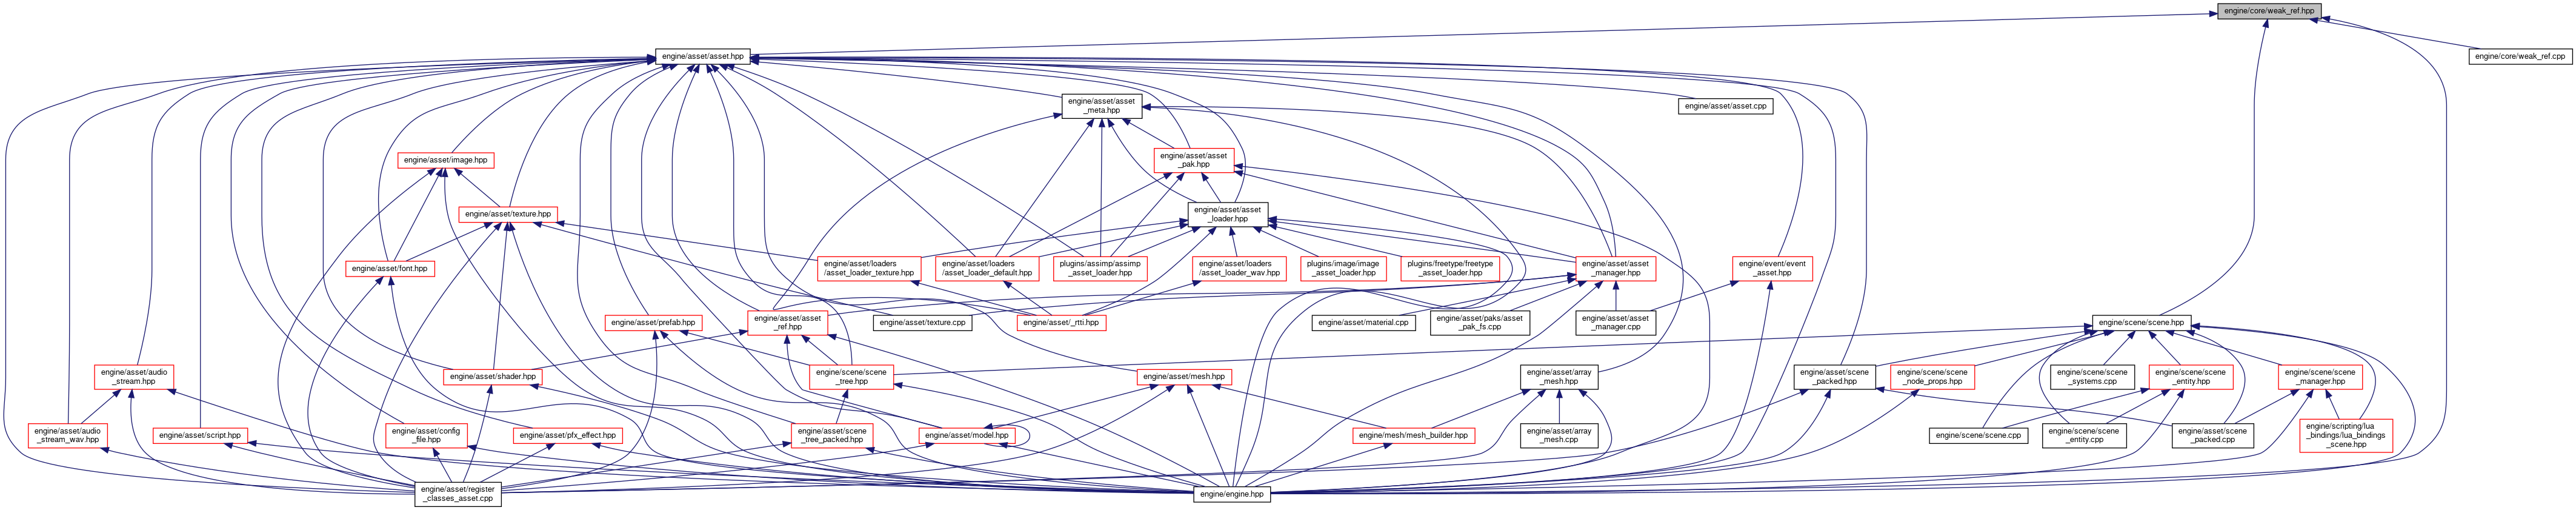 engine/core/weak_ref.hpp
engine/asset/asset.hpp
engine/core/weak_ref.cpp
engine/asset/asset
_meta.hpp
engine/asset/asset.cpp
engine/asset/image.hpp
engine/asset/asset
_pak.hpp
engine/asset/texture.hpp
engine/asset/asset
_loader.hpp
engine/asset/font.hpp
engine/asset/loaders
/asset_loader_texture.hpp
engine/asset/loaders
/asset_loader_default.hpp
plugins/assimp/assimp
_asset_loader.hpp
engine/asset/loaders
/asset_loader_wav.hpp
plugins/image/image
_asset_loader.hpp
plugins/freetype/freetype
_asset_loader.hpp
engine/asset/asset
_manager.hpp
engine/event/event
_asset.hpp
engine/asset/prefab.hpp
engine/asset/asset
_ref.hpp
engine/asset/texture.cpp
engine/asset/_rtti.hpp
engine/asset/material.cpp
engine/asset/paks/asset
_pak_fs.cpp
engine/asset/asset
_manager.cpp
engine/scene/scene.hpp
engine/asset/audio
_stream.hpp
engine/asset/shader.hpp
engine/scene/scene
_tree.hpp
engine/asset/mesh.hpp
engine/asset/array
_mesh.hpp
engine/asset/scene
_packed.hpp
engine/scene/scene
_node_props.hpp
engine/scene/scene
_systems.cpp
engine/scene/scene
_entity.hpp
engine/scene/scene
_manager.hpp
engine/asset/audio
_stream_wav.hpp
engine/asset/script.hpp
engine/asset/config
_file.hpp
engine/asset/pfx_effect.hpp
engine/asset/scene
_tree_packed.hpp
engine/asset/model.hpp
engine/mesh/mesh_builder.hpp
engine/asset/array
_mesh.cpp
engine/scene/scene.cpp
engine/scene/scene
_entity.cpp
engine/asset/scene
_packed.cpp
engine/scripting/lua
_bindings/lua_bindings
_scene.hpp
engine/asset/register
_classes_asset.cpp
engine/engine.hpp